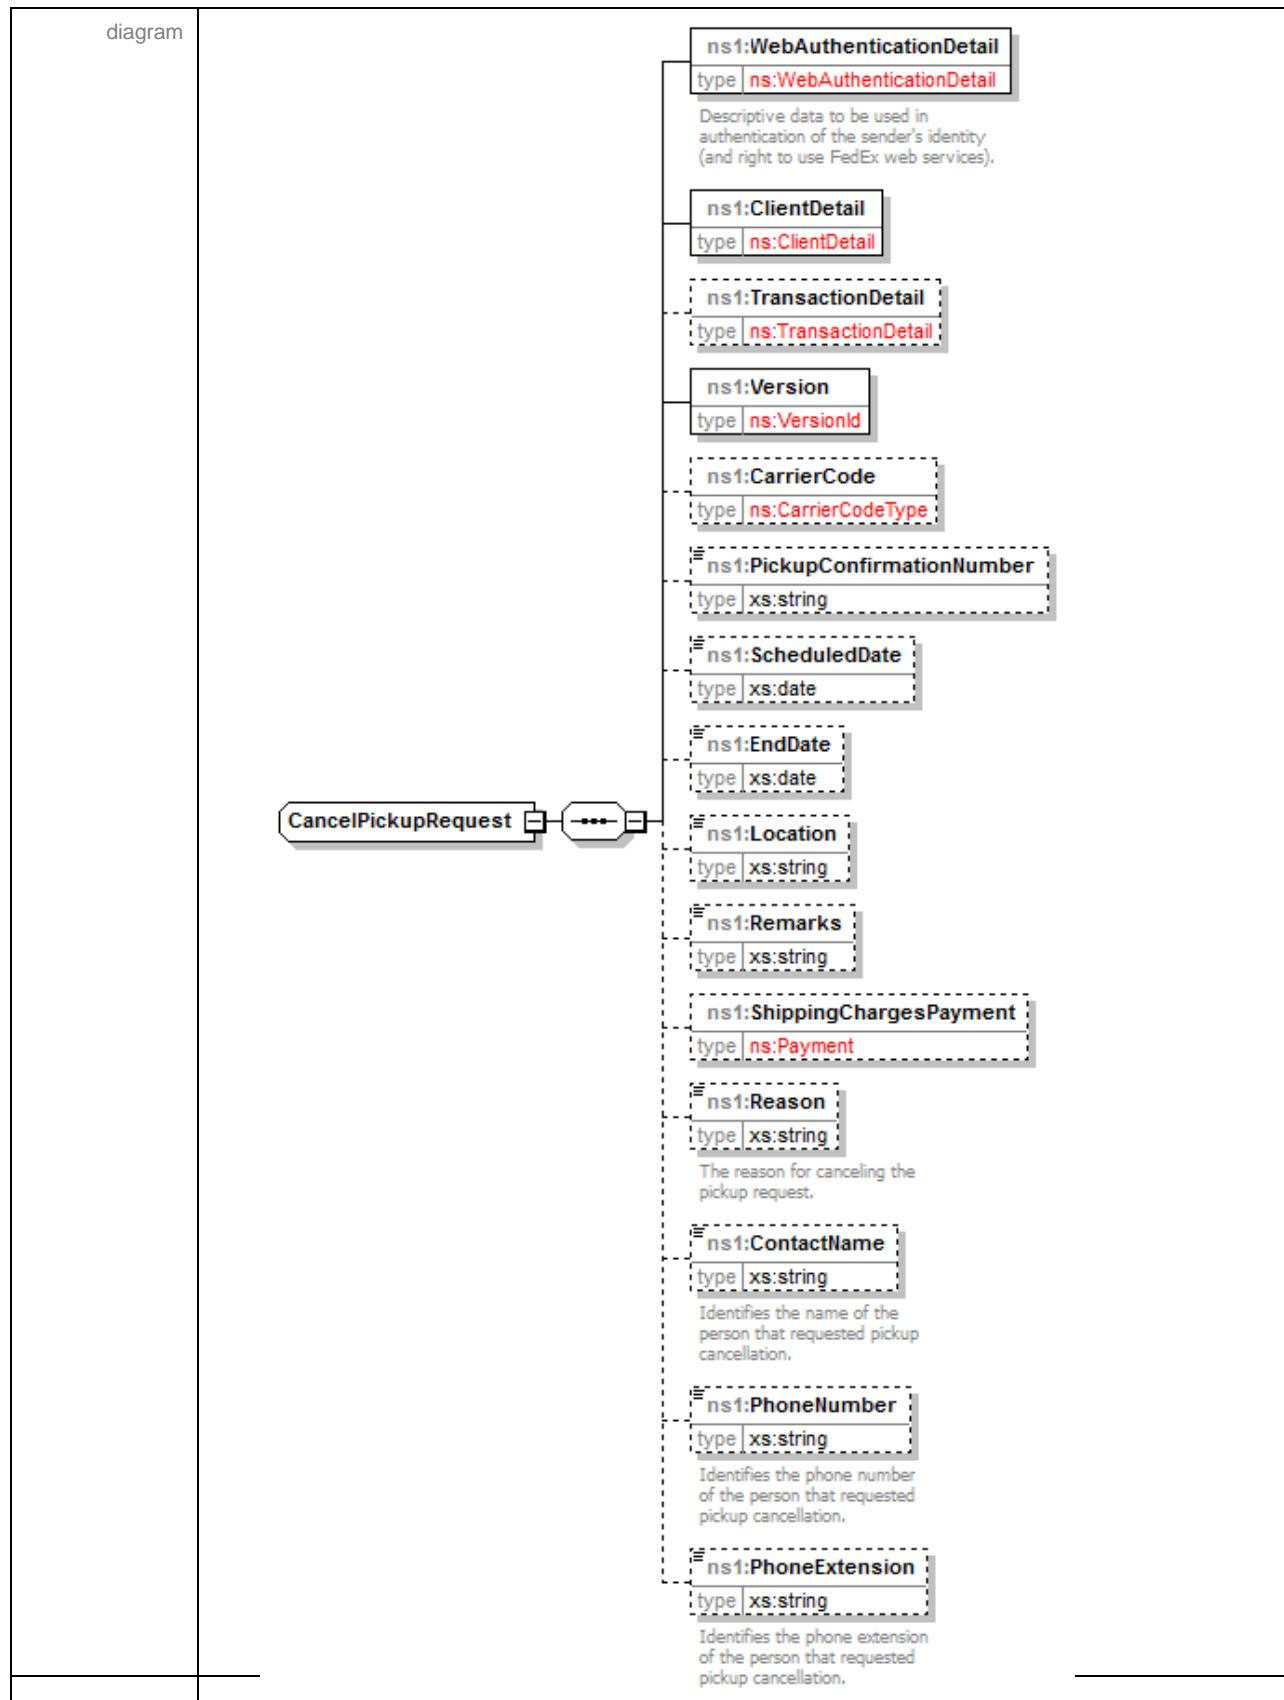 diagram
ns1:WebAuthenticationDetail
type ns:WebAuthenticationDetail
Descriptive data to be used in
authentication of the sender's identity
(and right to use FedEx web services).
ns1:ClientDetail
type ns:ClientDetail
ns1:TransactionDetail
type ns:TransactionDetail
ns1:Version
type ns:VersionId
ns1:CarrierCode
type ns:CarrierCodeType
ns1:PickupConfirmationNumber
type xs:string
ns1:ScheduledDate
type xs:date
ns1:EndDate
type xs:date
CancelPickupRequest
ns1:Location
type xs:string
ns1:Remarks
type xs:string
ns1:ShippingChargesPayment
type ns:Payment
ns1:Reason
type xs:string
The reason for canceling the
pickup request.
ns1:ContactName
type xs:string
Identifies the name of the
person that requested pickup
cancellation.
ns1:PhoneNumber
type xs:string
Identifies the phone number
of the person that requested
pickup cancellation.
ns1:PhoneExtension
type xs:string
Identifies the phone extension
of the person that requested
pickup cancellation.